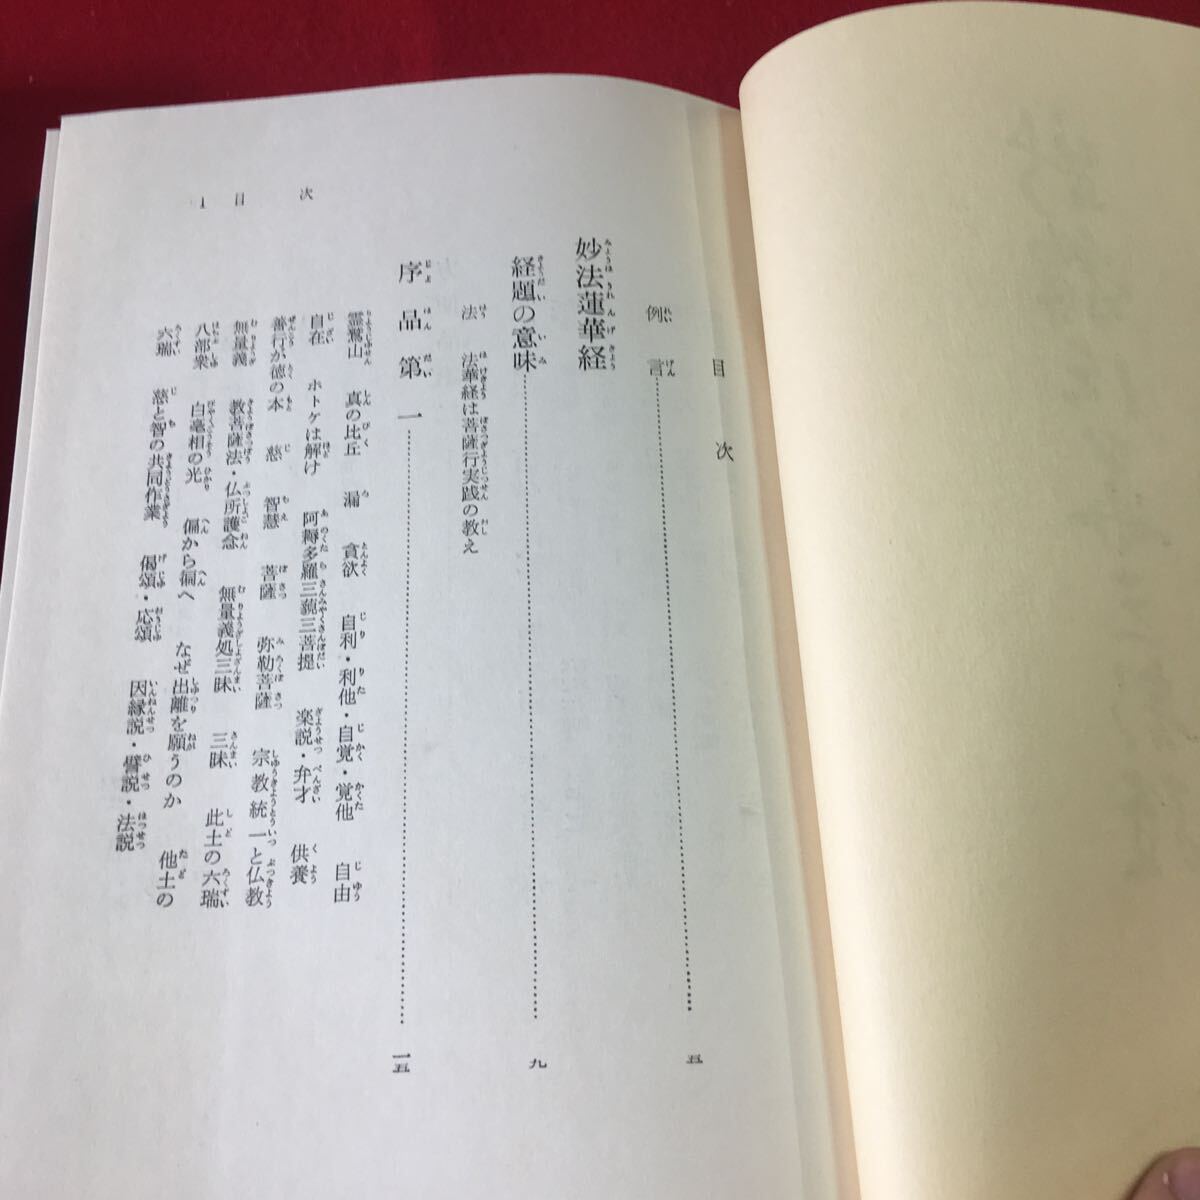 目次
例言……五
妙法蓮華経
経題の意味……九
法　法華経は菩薩行実践の教え
序品第一……一五
霊鷲山　真の比丘　漏　貪欲　自利・利他・自覚・覚他　自由
自在　ホトケは解け　阿耨多羅三藐三菩提　楽説・弁才　供養
善行が徳の本　慈　智慧　菩薩　弥勒菩薩　宗教統一と仏教
無量義　教菩薩法・仏所護念　無量義処三昧　三昧　此土の六瑞
八部衆　白毫相の光　偏から偏へ　なぜ出離を願うのか　他土の
六瑞　慈と智の共同作業　偈頌・応頌　因縁説・譬説・法説
1　目次